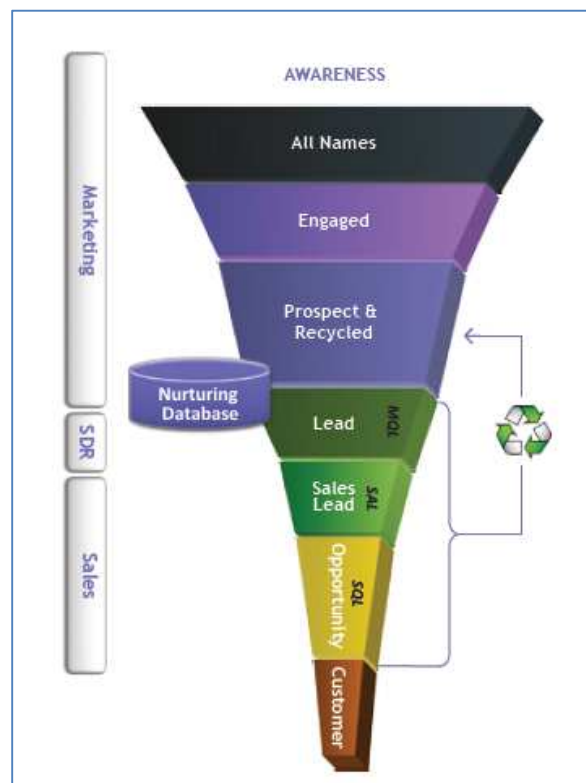 AWARENESS
All Names
Marketing
Engaged
Prospect &
Recycled
Nurturing
Database
SDR
Lead
MQL
Sales
Lead
SAL
Sales
Opportunity
SQL
Customer